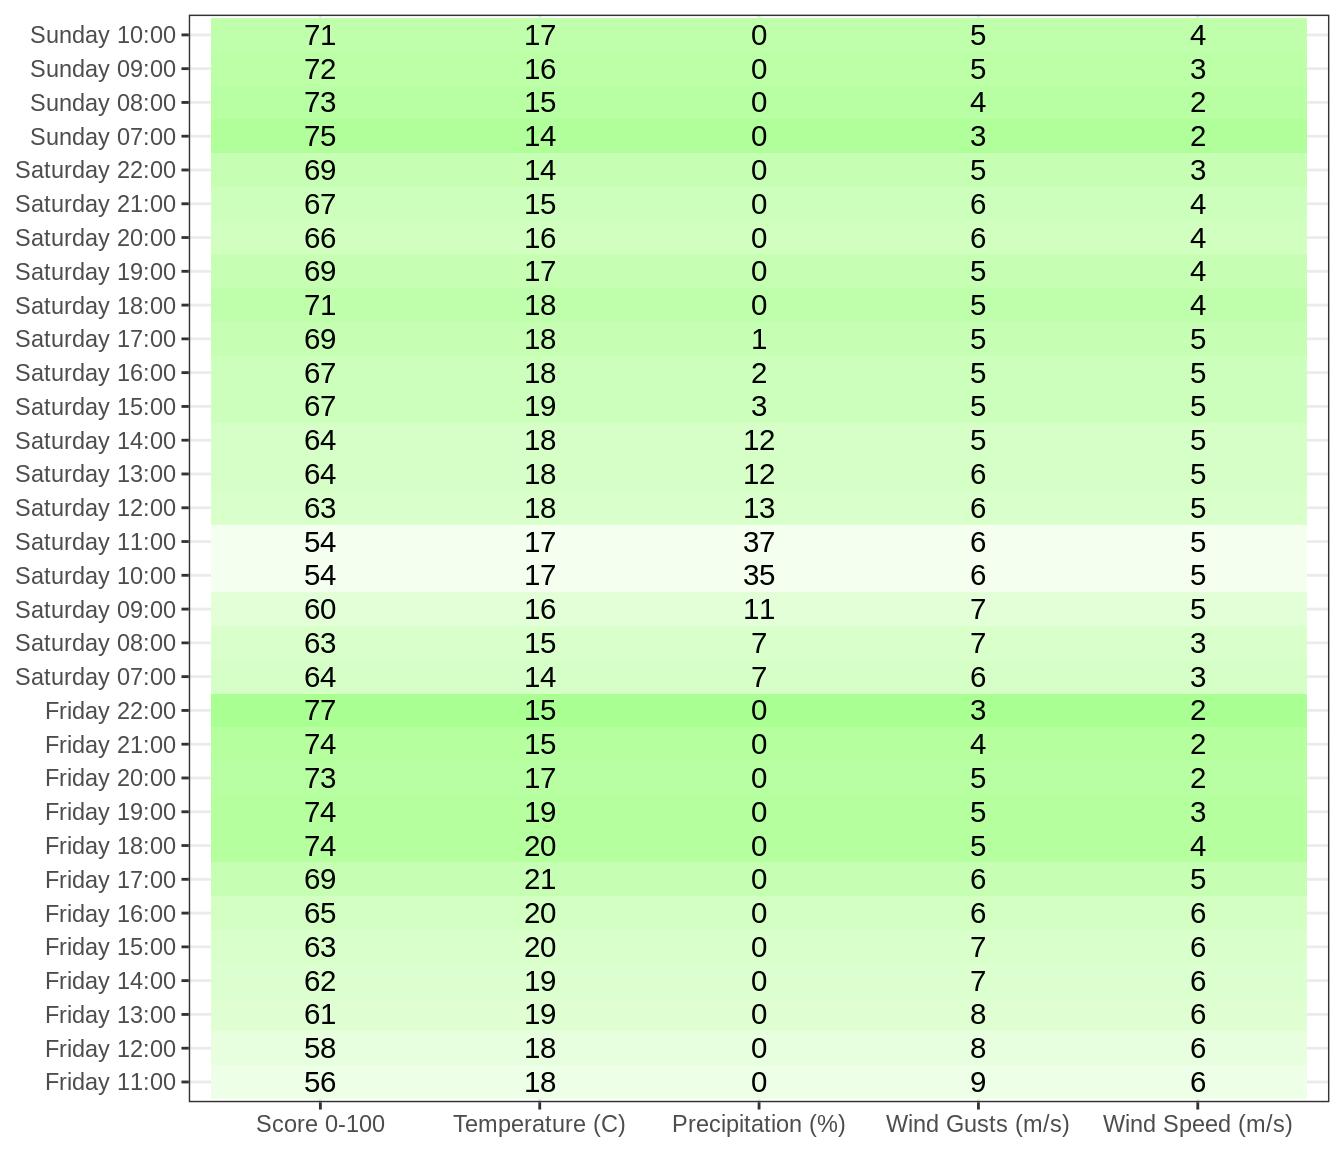 Sunday 10:00 71 17 0 5 4
Sunday 09:00 72 16 0 5 3
Sunday 08:00 73 15 0 4 2
Sunday 07:00 75 14 0 3 2
Saturday 22:00 69 14 0 5 3
Saturday 21:00 67 15 0 6 4
Saturday 20:00 66 16 0 6 4
Saturday 19:00 69 17 0 5 4
Saturday 18:00 71 18 0 5 4
Saturday 17:00 69 18 1 5 5
Saturday 16:00 67 18 2 5 5
Saturday 15:00 67 19 3 5 5
Saturday 14:00 64 18 12 5 5
Saturday 13:00 64 18 12 6 5
Saturday 12:00 63 18 13 6 5
Saturday 11:00 54 17 37 6 5
Saturday 10:00 54 17 35 6 5
Saturday 09:00 60 16 11 7 5
Saturday 08:00 63 15 7 7 3
Saturday 07:00 64 14 7 6 3
Friday 22:00 77 15 0 3 2
Friday 21:00 74 15 0 4 2
Friday 20:00 73 17 0 5 2
Friday 19:00 74 19 0 5 3
Friday 18:00 74 20 0 5 4
Friday 17:00 69 21 0 6 5
Friday 16:00 65 20 0 6 6
Friday 15:00 63 20 0 7 6
Friday 14:00 62 19 0 7 6
Friday 13:00 61 19 0 8 6
Friday 12:00 58 18 0 8 6
Friday 11:00 56 18 0 9 6
Score 0-100 Temperature (C) Precipitation (%) Wind Gusts (m/s) Wind Speed (m/s)